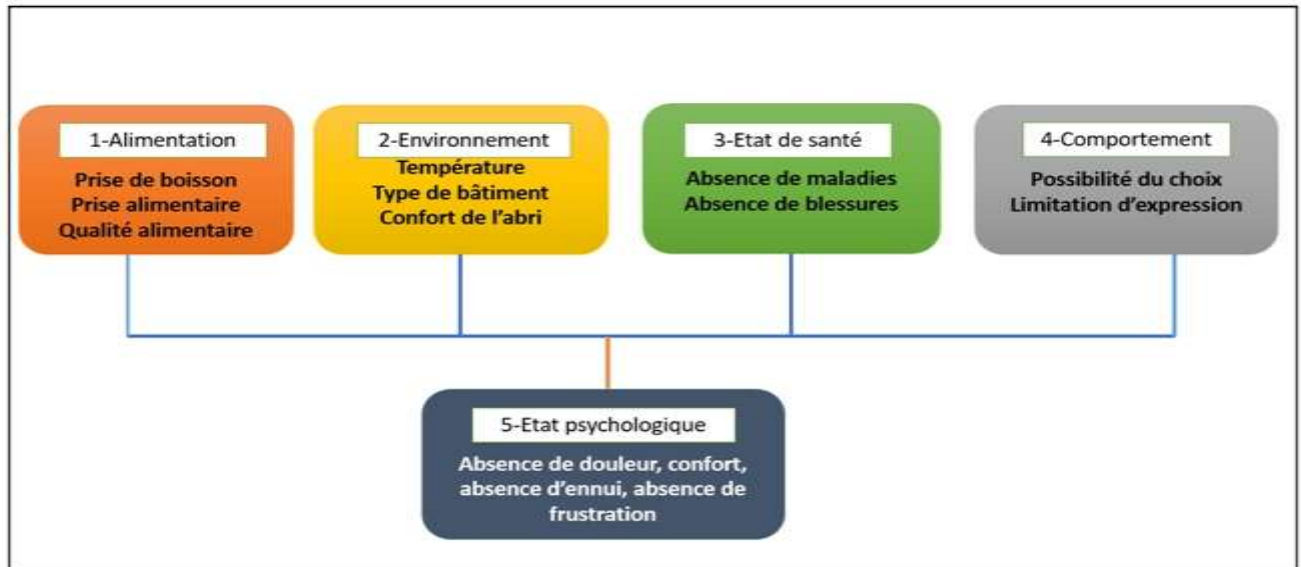 1-Alimentation
Prise de boisson
Prise alimentaire
Qualité alimentaire
2-Environnement
Température
Type de bâtiment
Confort de l'abri
3-Etat de santé
Absence de maladies
Absence de blessures
4-Comportement
Possibilité du choix
Limitation d'expression
5-Etat psychologique
Absence de douleur, confort,
absence d'ennui, absence de
frustration